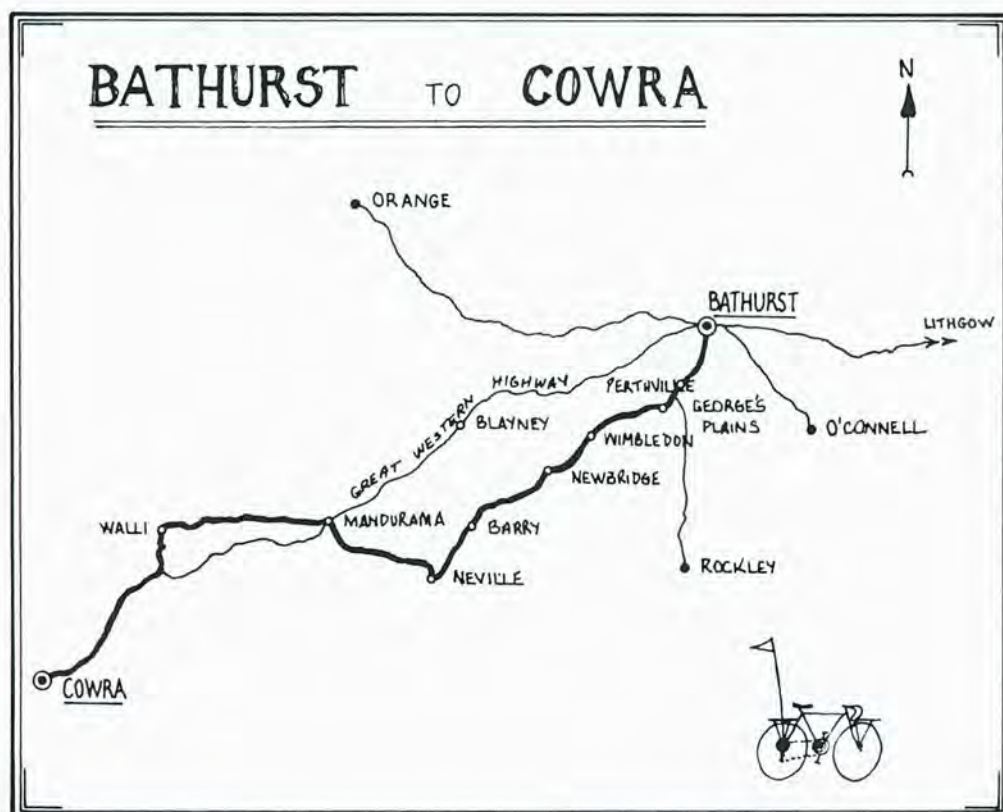 BATHURST TO COWRA
N
ORANGE
BATHURST
LITHGOW
HIGHWAY
PERTHVILLE
GEORGE'S
PLAINS
O'CONNELL
GREAT WESTERN
BLAYNEY
WIMBLEDON
NEWBRIDGE
WALLI
MANDURAMA
BARRY
NEVILLE
ROCKLEY
COWRA